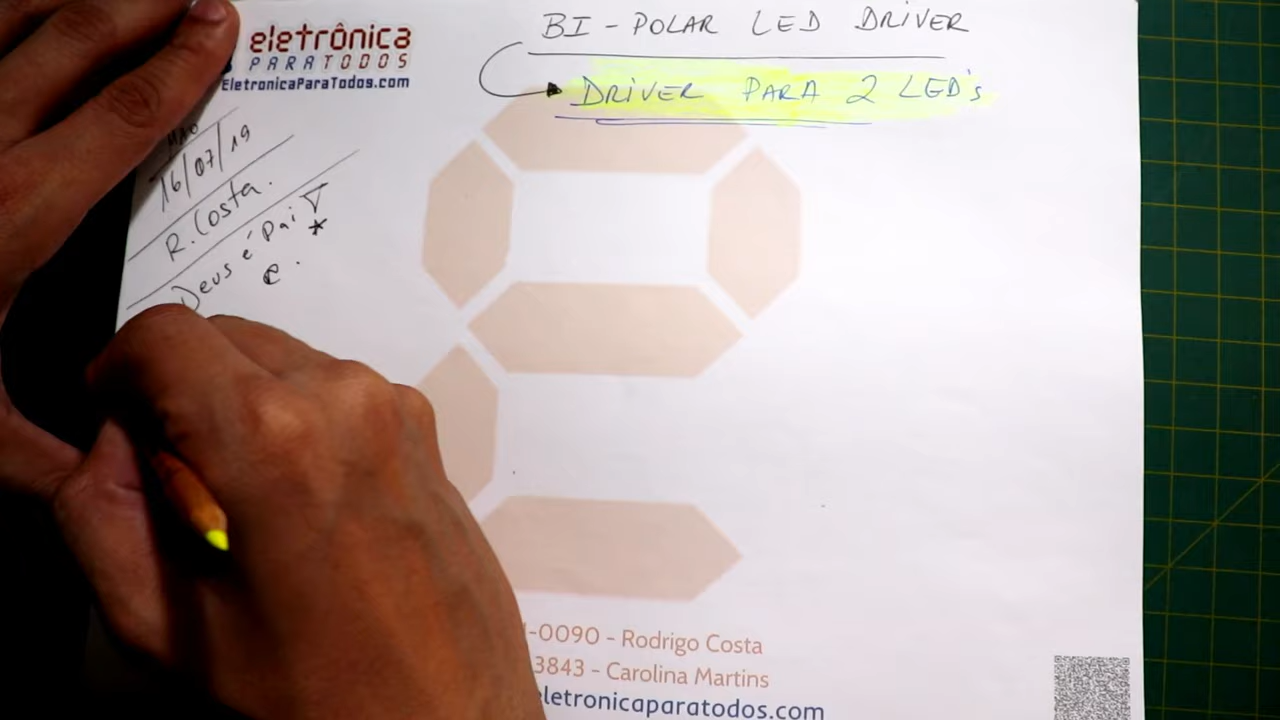 eletrônica
PARATODOS
EletronicaParaTodos.com
BI-POLAR LED DRIVER
DRIVER PARA 2 LED's
16/07/19
R. Costa.
Deus é Pai
-0090 - Rodrigo Costa
3843 - Carolina Martins
letronicaparatodos.com